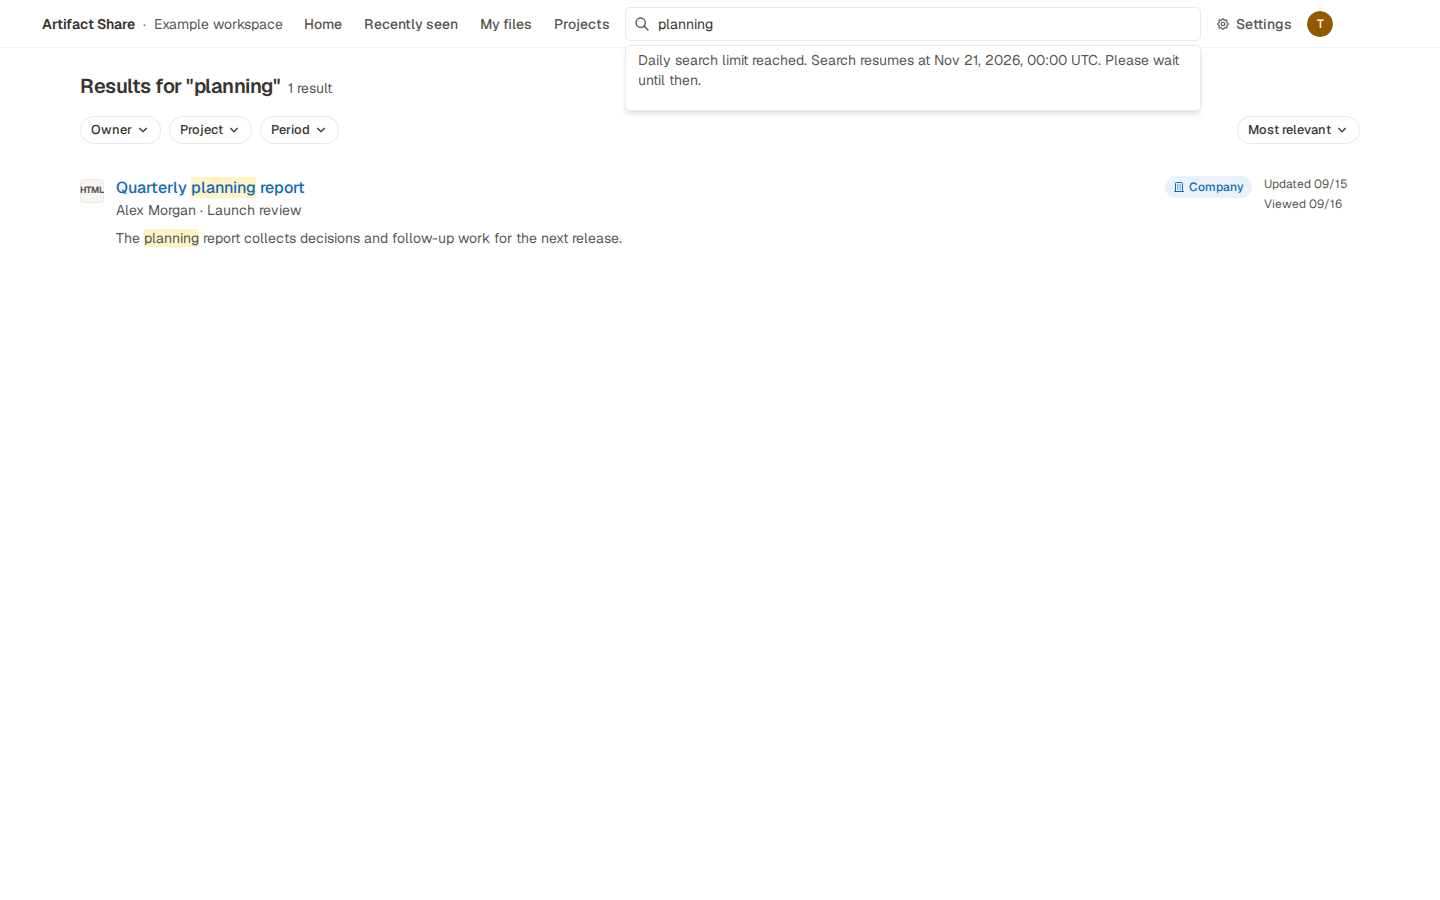 Artifact Share · Example workspace Home Recently seen My files Projects planning Settings T
Daily search limit reached. Search resumes at Nov 21, 2026, 00:00 UTC. Please wait
until then.
Results for "planning" 1 result
Owner Project Period Most relevant
HTML Quarterly planning report Company Updated 09/15
Alex Morgan · Launch review Viewed 09/16
The planning report collects decisions and follow-up work for the next release.